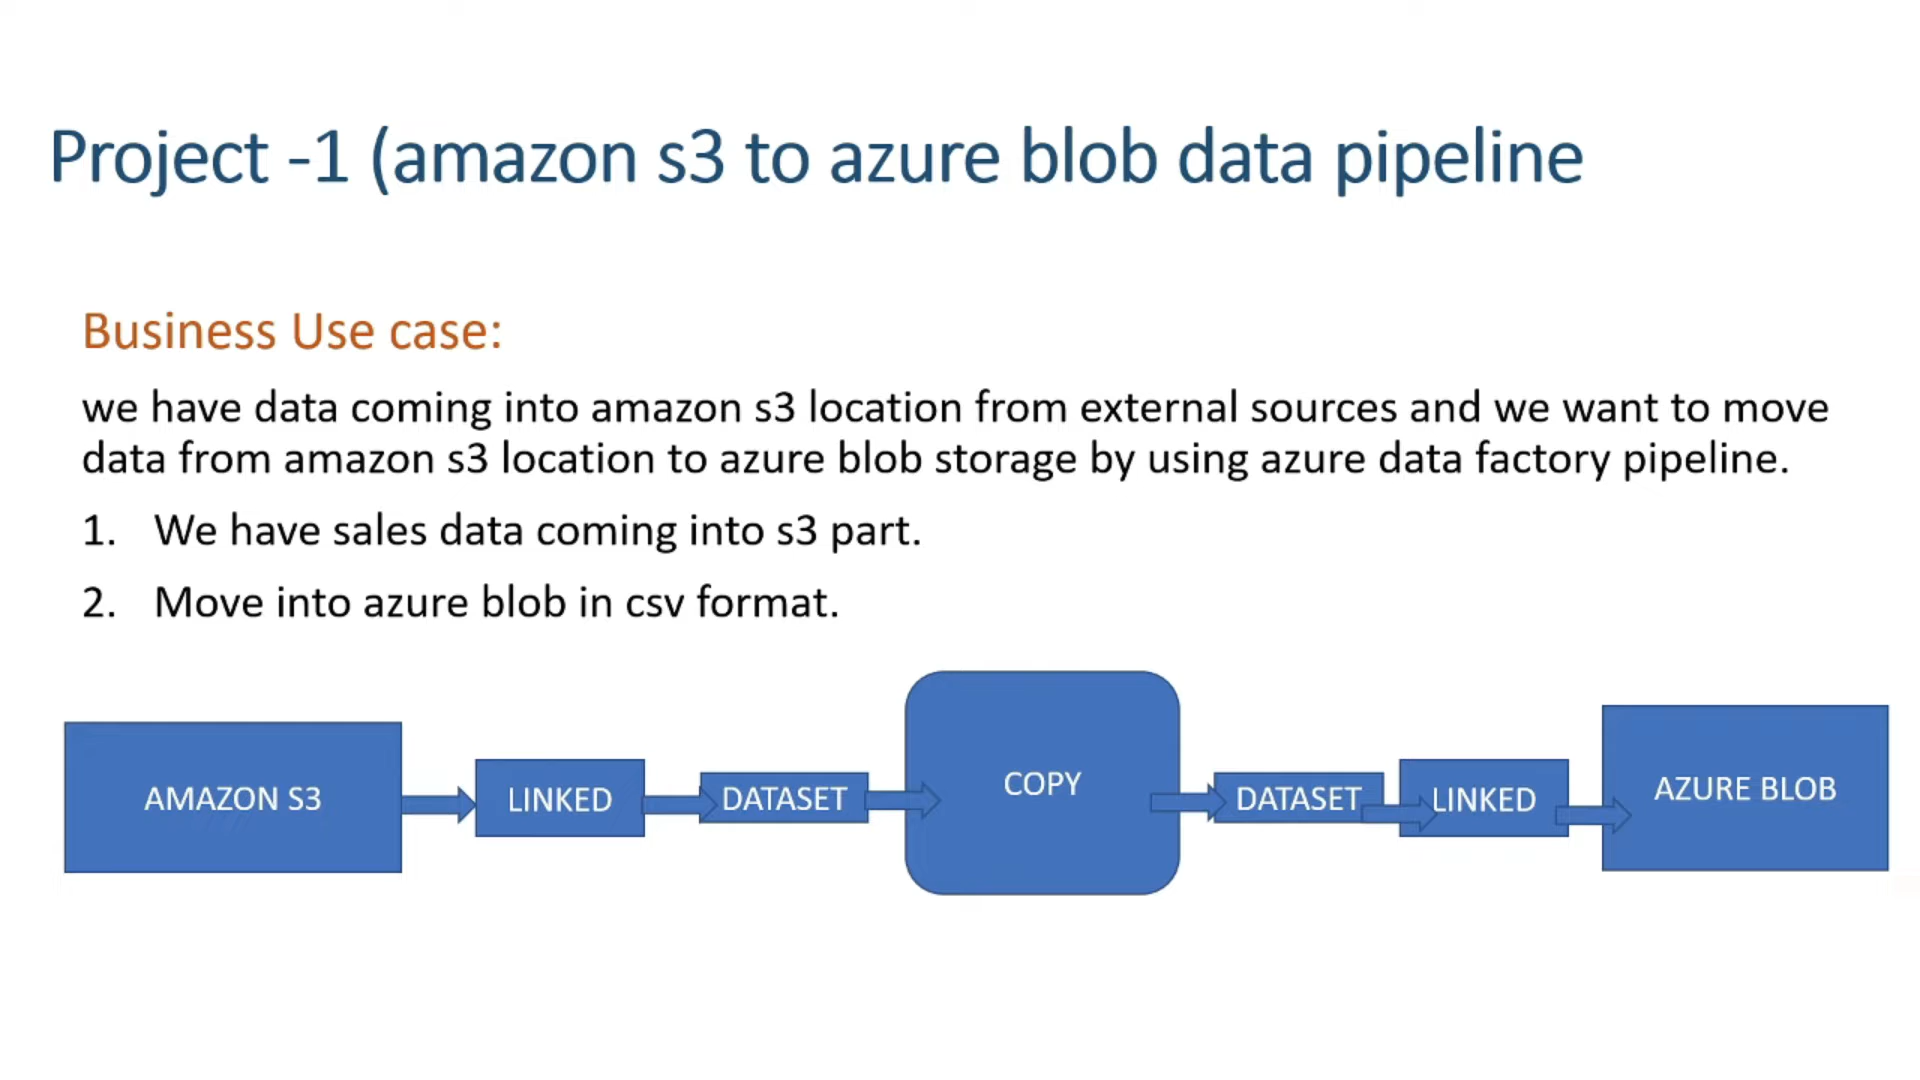 Project -1 (amazon s3 to azure blob data pipeline
Business Use case:
we have data coming into amazon s3 location from external sources and we want to move
data from amazon s3 location to azure blob storage by using azure data factory pipeline.
1. We have sales data coming into s3 part.
2. Move into azure blob in csv format.
AMAZON S3
LINKED
DATASET
COPY
DATASET
LINKED
AZURE BLOB